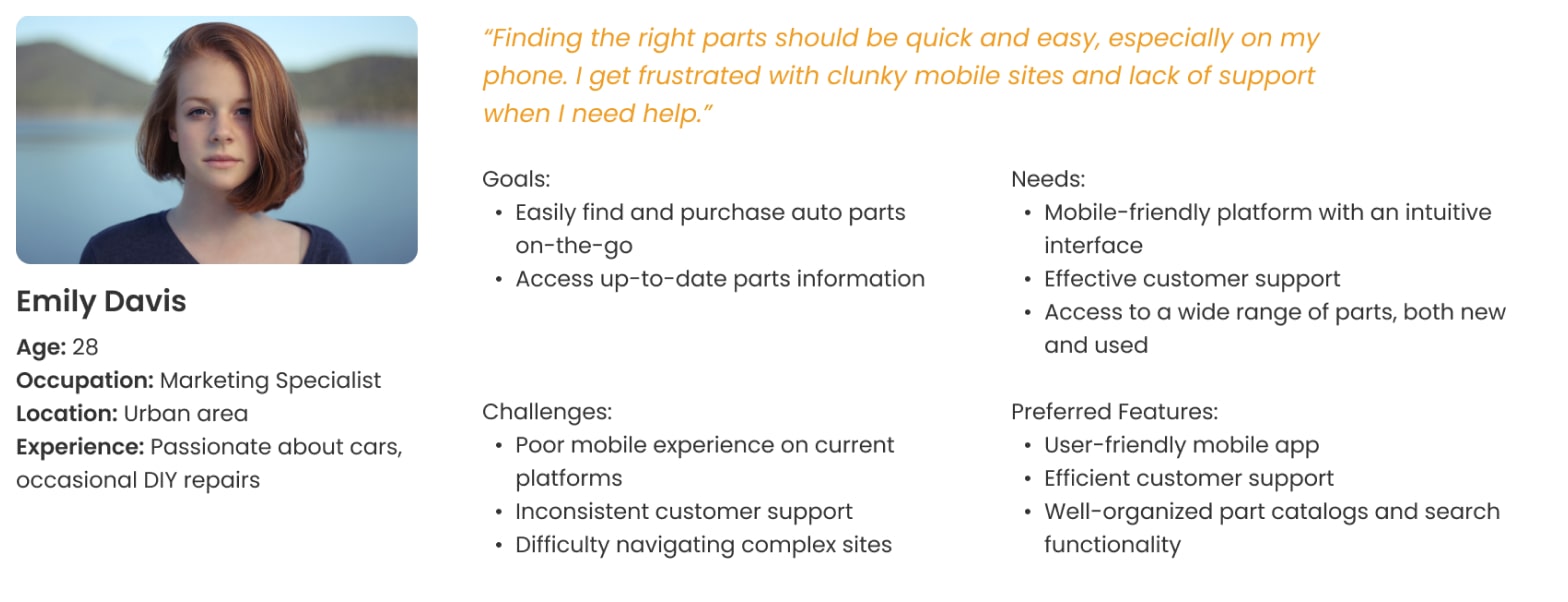 “Finding the right parts should be quick and easy, especially on my
phone. I get frustrated with clunky mobile sites and lack of support
when I need help.”
Emily Davis
Age: 28
Occupation: Marketing Specialist
Location: Urban area
Experience: Passionate about cars,
occasional DIY repairs
Goals:
• Easily find and purchase auto parts
on-the-go
• Access up-to-date parts information
Needs:
• Mobile-friendly platform with an intuitive
interface
• Effective customer support
• Access to a wide range of parts, both new
and used
Challenges:
• Poor mobile experience on current
platforms
• Inconsistent customer support
• Difficulty navigating complex sites
Preferred Features:
• User-friendly mobile app
• Efficient customer support
• Well-organized part catalogs and search
functionality